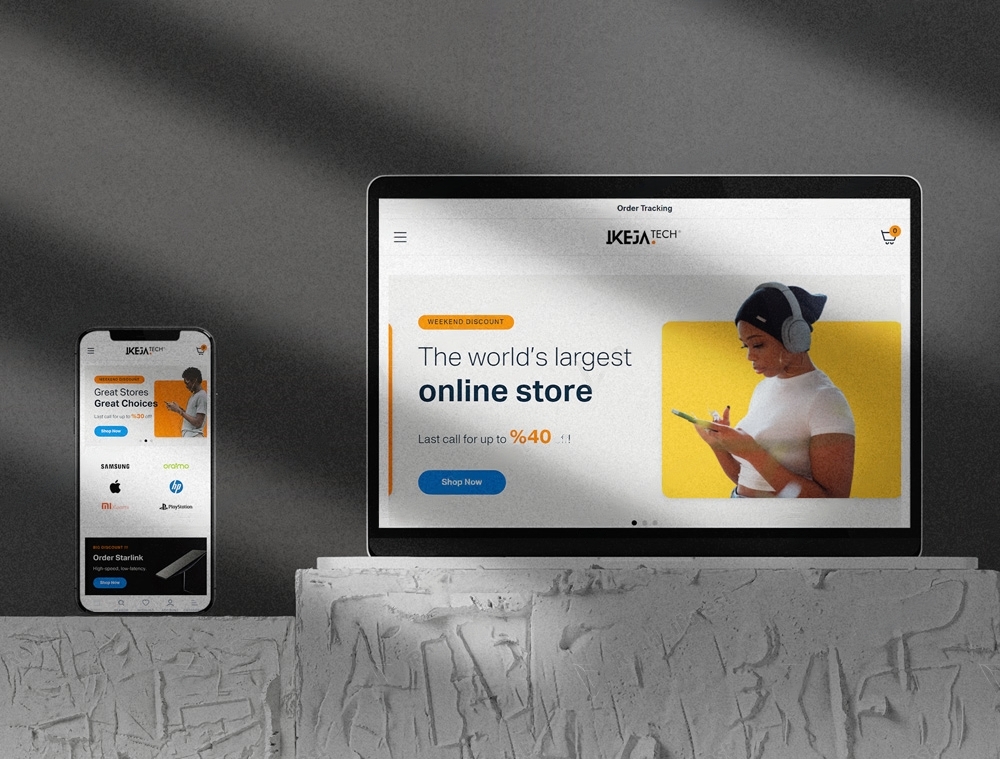 Order Tracking
IKEJA.TECH™
0
WEEKEND DISCOUNT
The world's largest
online store
Last call for up to %40
Shop Now
IKEJA.TECH
WEEKEND DISCOUNT
Great Stores
Great Choices
Last call for up to %30 off!
Shop Now
SAMSUNG
oraimo
hp
mi
PlayStation
BIG DISCOUNT !!!
Order Starlink
High-speed, low-latency.
Shop Now